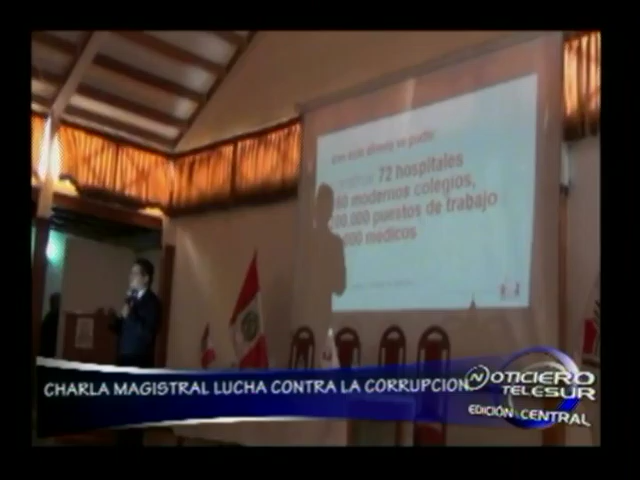 72 hospitales
modernos colegios,
puestos de trabajo
médicos
CHARLA MAGISTRAL LUCHA CONTRA LA CORRUPCION
NOTICIERO
TELESUR
EDICIÓN CENTRAL